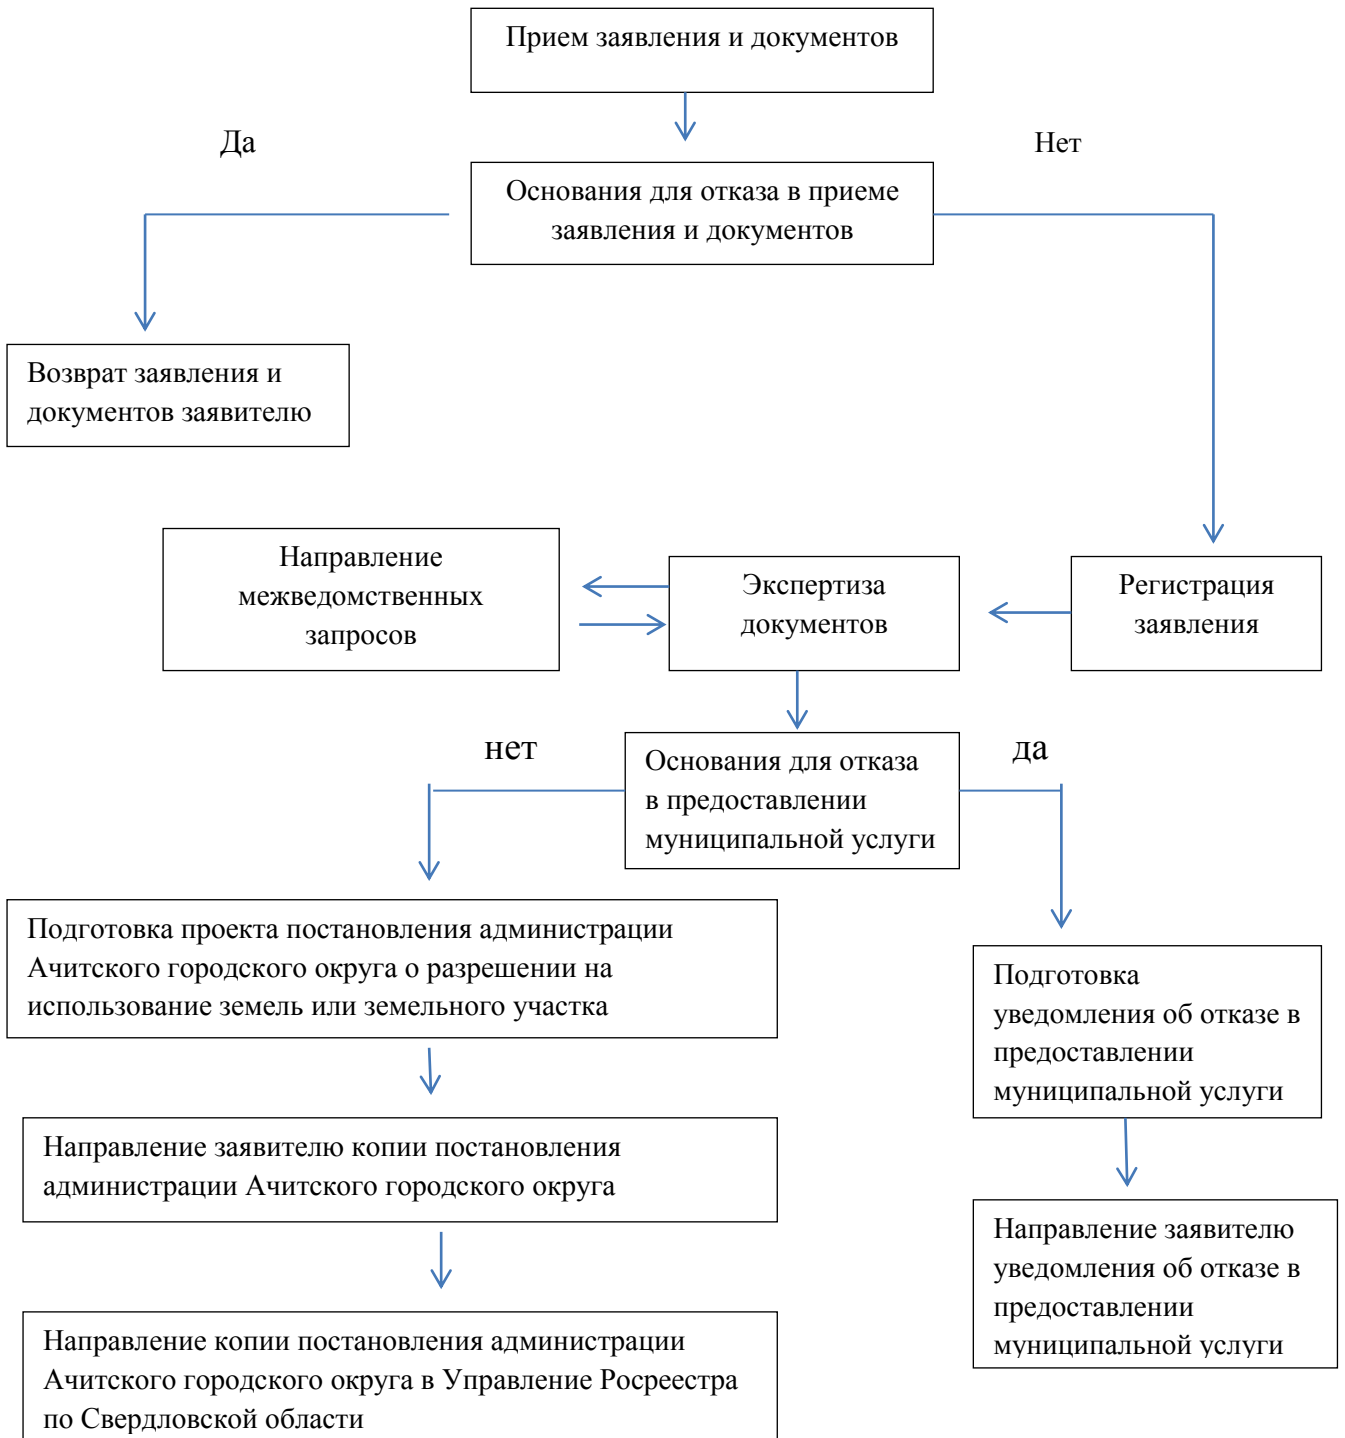 Прием заявления и документов
Да
Нет
Основания для отказа в приеме
заявления и документов
Возврат заявления и
документов заявителю
Направление
межведомственных
запросов
Экспертиза
документов
Регистрация
заявления
нет
да
Основания для отказа
в предоставлении
муниципальной услуги
Подготовка проекта постановления администрации
Ачитского городского округа о разрешении на
использование земель или земельного участка
Подготовка
уведомления об отказе в
предоставлении
муниципальной услуги
Направление заявителю копии постановления
администрации Ачитского городского округа
Направление заявителю
уведомления об отказе в
предоставлении
муниципальной услуги
Направление копии постановления администрации
Ачитского городского округа в Управление Росреестра
по Свердловской области